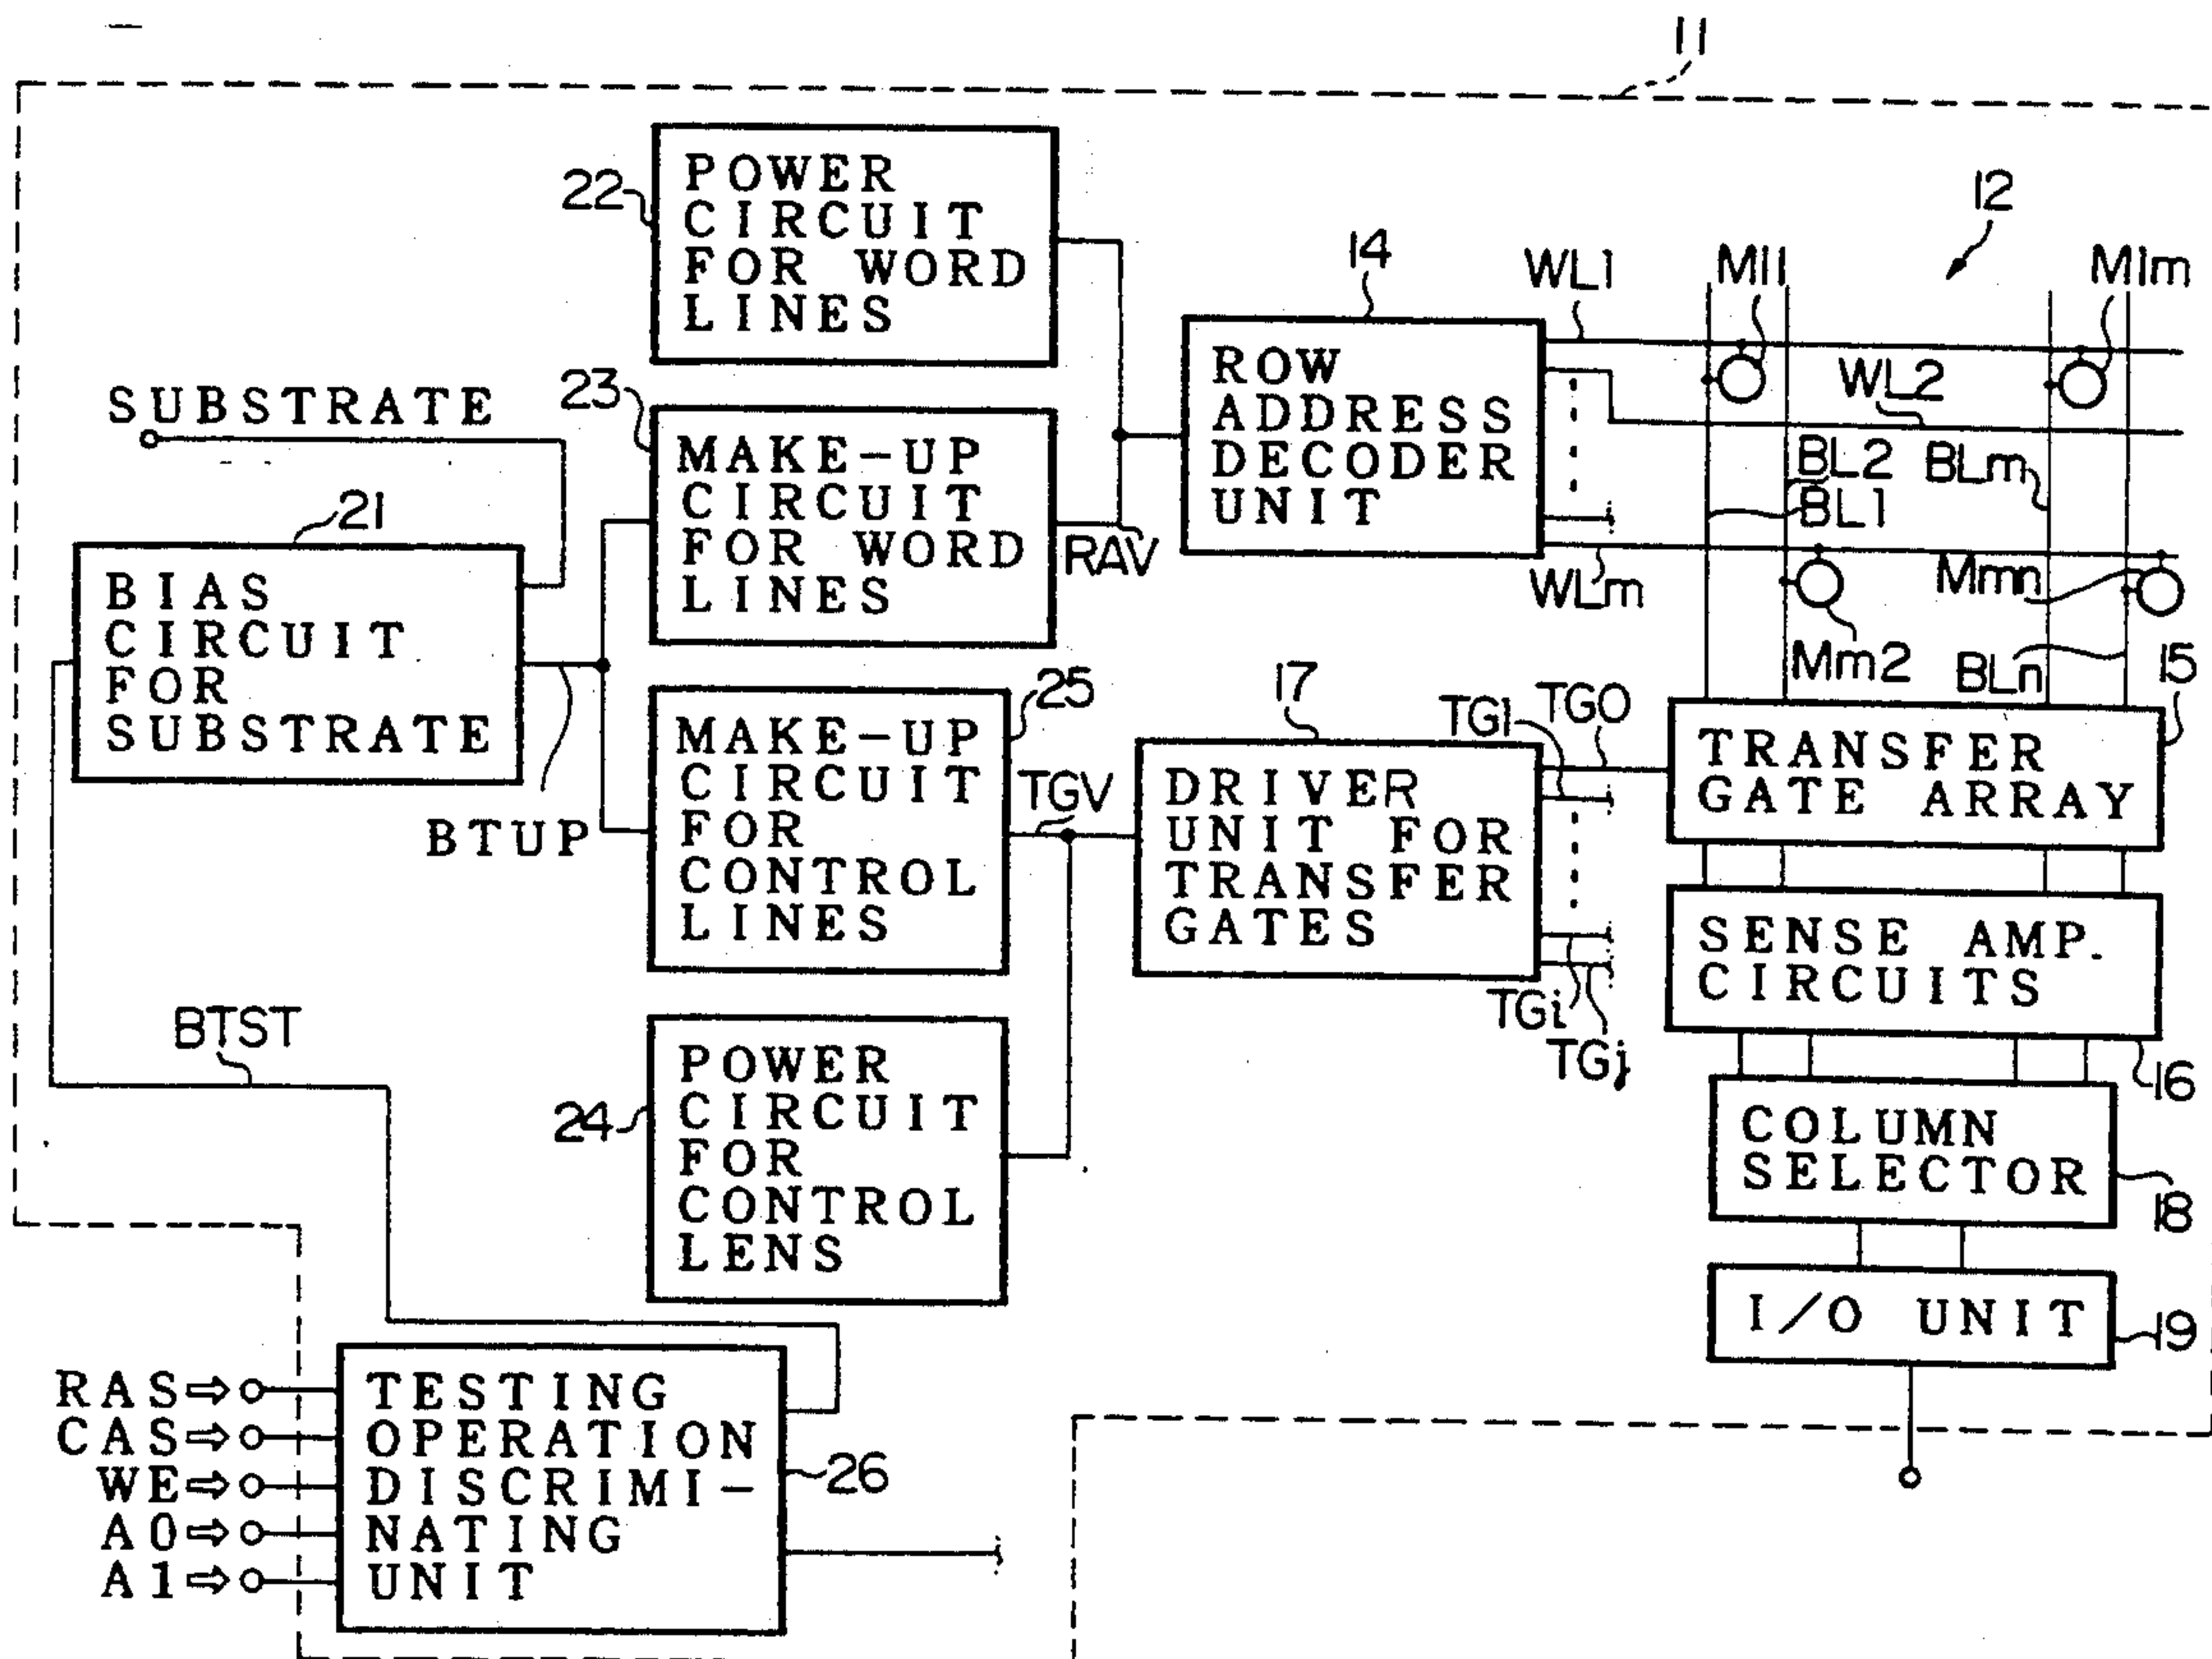 11
22
POWER
CIRCUIT
FOR WORD
LINES
12
14
WL1
M11
M1m
ROW
ADDRESS
DECODER
UNIT
WL2
SUBSTRATE
23
MAKE-UP
CIRCUIT
FOR WORD
LINES
RAV
BL2
BLm
BL1
WLm
Mmn
Mm2
BLn
21
BIAS
CIRCUIT
FOR
SUBSTRATE
BTUP
25
MAKE-UP
CIRCUIT
FOR
CONTROL
LINES
TGV
17
DRIVER
UNIT FOR
TRANSFER
GATES
TG1
TG0
TGi
TGj
15
TRANSFER
GATE ARRAY
SENSE AMP.
CIRCUITS
16
COLUMN
SELECTOR
18
I/O UNIT
19
BTST
24
POWER
CIRCUIT
FOR
CONTROL
LENS
RAS⇒
CAS⇒
WE⇒
A0⇒
A1⇒
TESTING
OPERATION
DISCRIMI-
NATING
UNIT
26